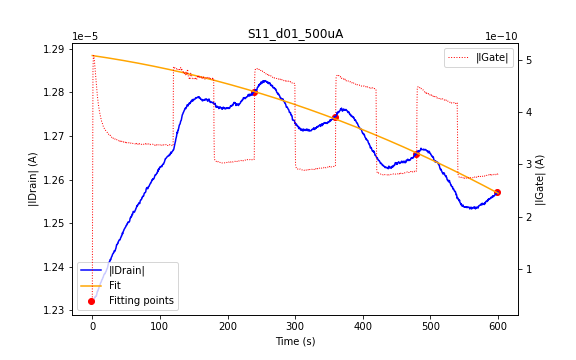 S11_d01_500uA
1e−5
1e−10
1.29
1.28
1.27
1.26
1.25
1.24
1.23
|IDrain| (A)
5
4
3
2
1
|IGate| (A)
|IGate|
|IDrain|
Fit
Fitting points
0 100 200 300 400 500 600
Time (s)